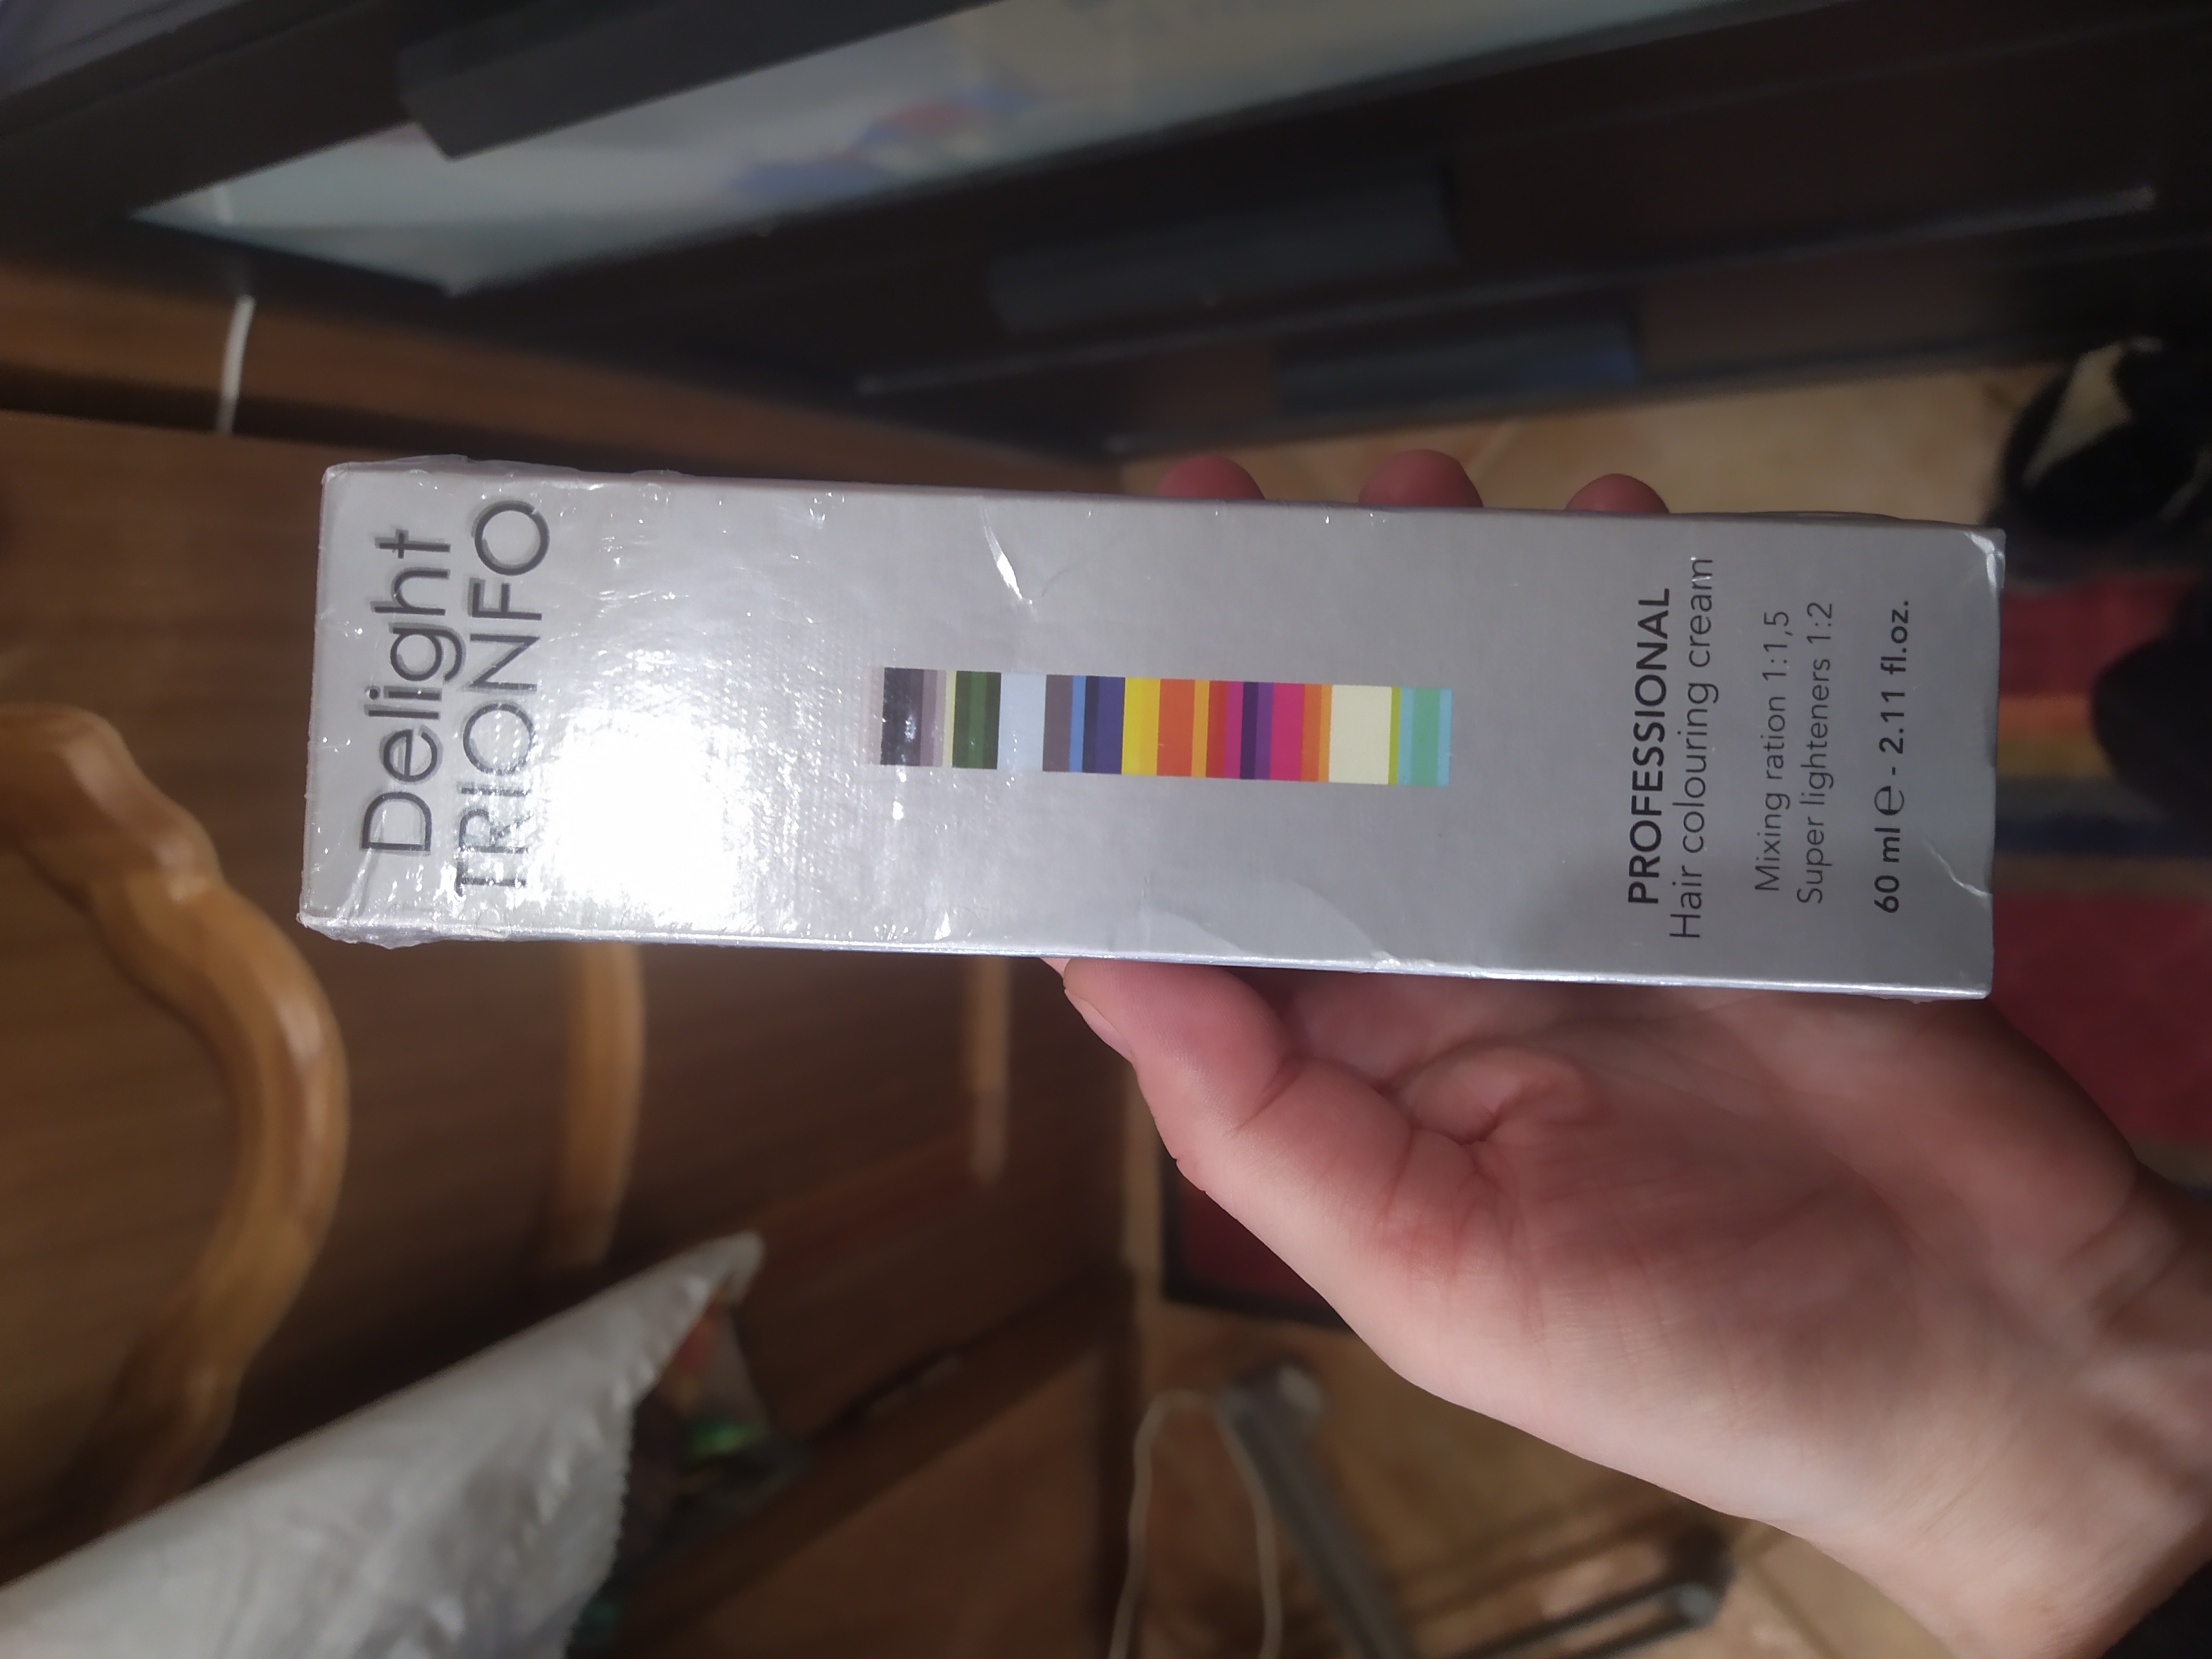 Delight
TRIONFO
PROFESSIONAL
Hair colouring cream
Mixing ration 1:1,5
Super lighteners 1:2
60 ml e - 2.11 fl.oz.